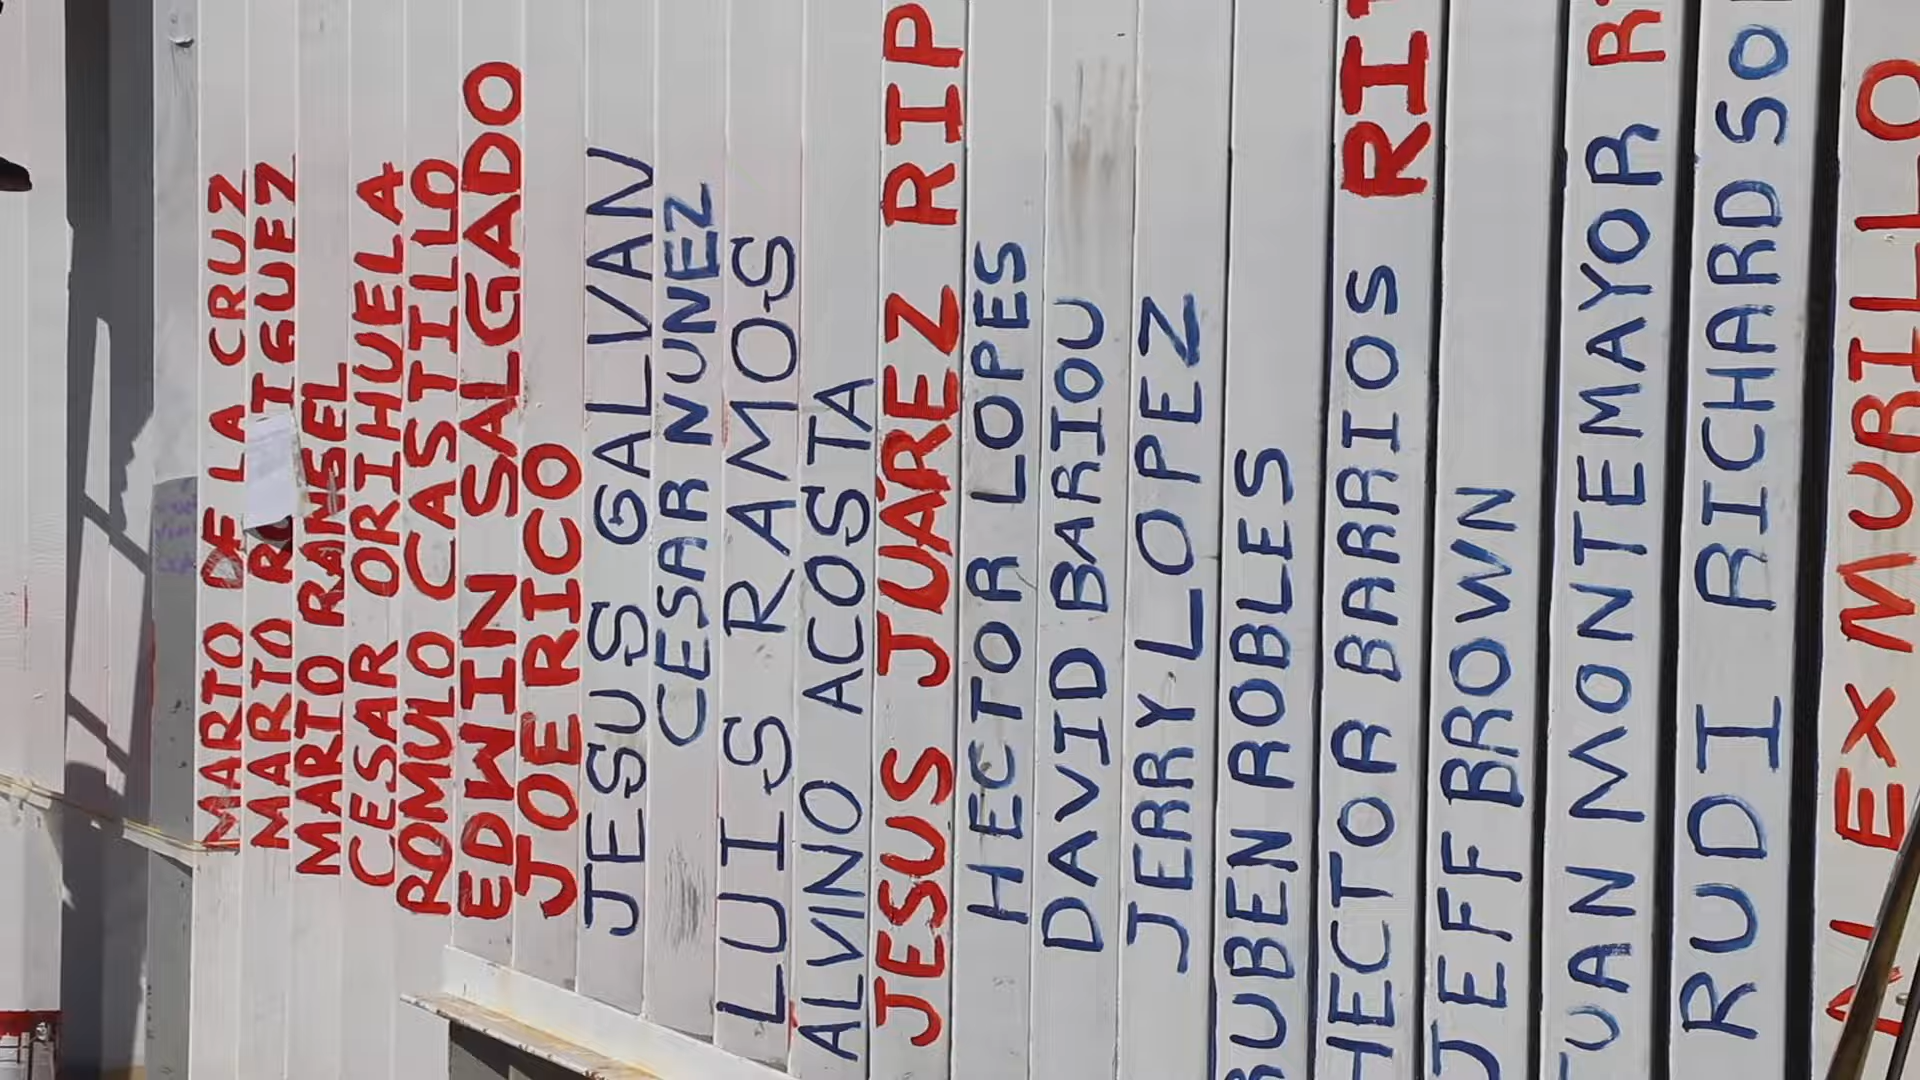 MARTO DE LA CRUZ
MARTO
MARTO RANSEL
CESAR ORIHUELA
ROMULO CASTILLO
EDWIN SALGADO
JOE RICO
JESUS GALVAN
CESAR NUNEZ
LUIS RAMOS
ALVINO ACOSTA
JESUS JUAREZ RIP
HECTOR LOPES
DAVID BARIOU
JERRY LOPEZ
RUBEN ROBLES
HECTOR BARRIOS RIP
JEFF BROWN
MONTEMAYOR
RUDI RICHARDSO
ALEX MURILLO